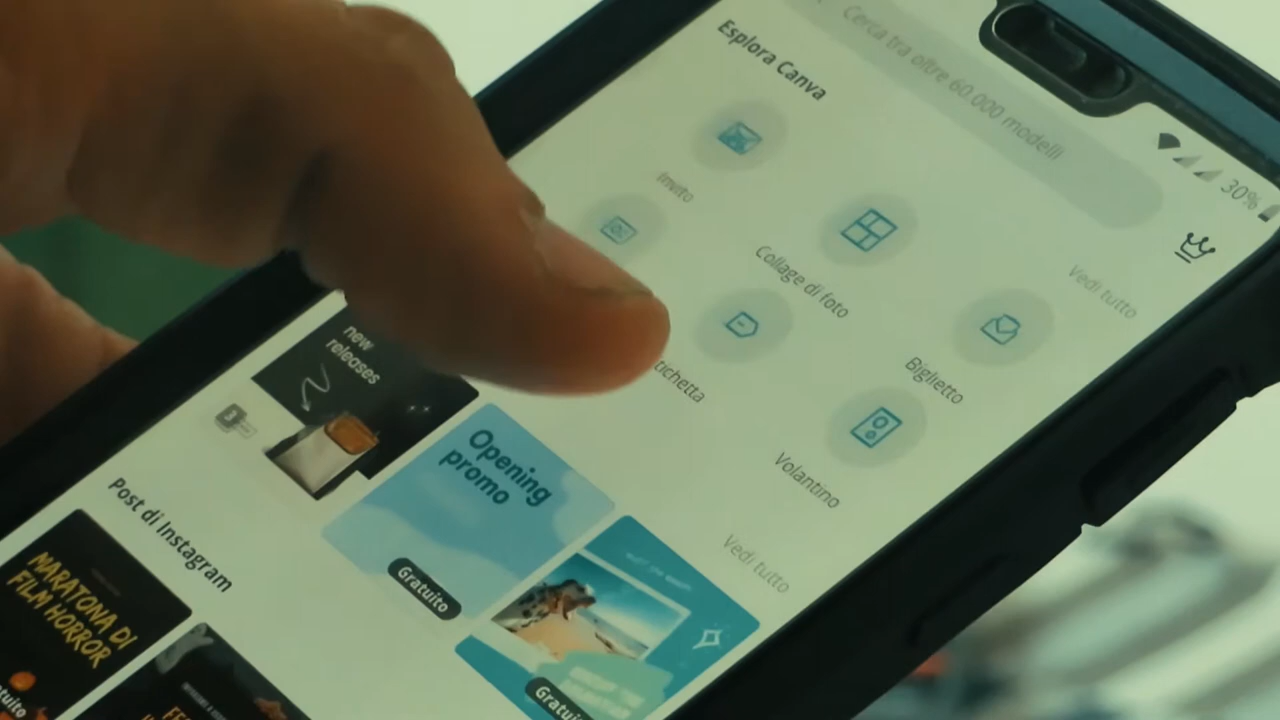 30%
Cerca tra oltre 60.000 modelli
Esplora Canva
Vedi tutto
Invito
Collage di foto
Biglietto
tichetta
Volantino
Vedi tutto
new
releases
Opening
promo
Gratuito
Post di Instagram
MARATONA DI
FILM HORROR